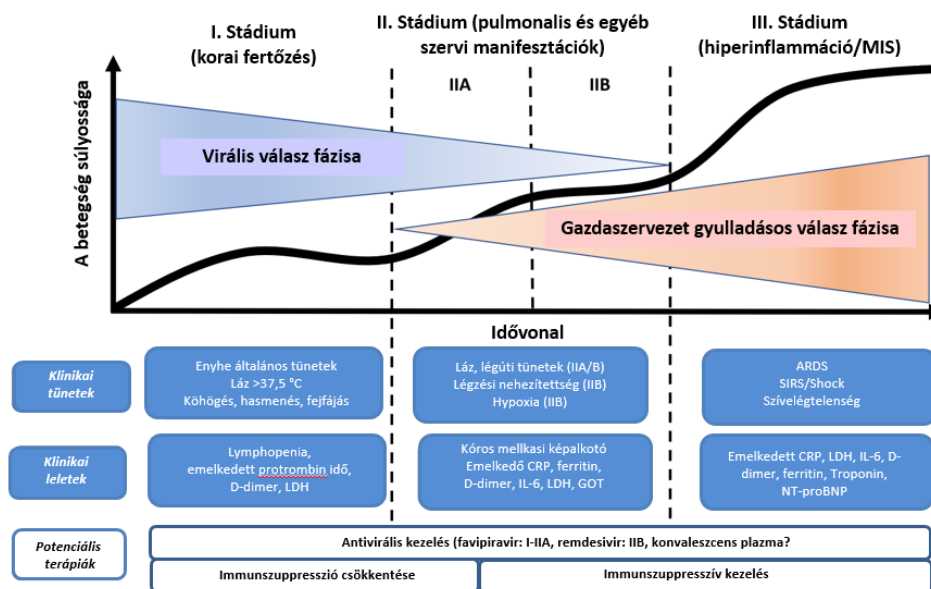 I. Stádium
(korai fertőzés)
II. Stádium (pulmonalis és egyéb
szervi manifesztációk)
III. Stádium
(hiperinflammáció/MIS)
IIA
IIB
A betegség súlyossága
Virális válasz fázisa
Gazdaszervezet gyulladásos válasz fázisa
Idővonal
Klinikai
tünetek
Enyhe általános tünetek
Láz >37,5 °C
Köhögés, hasmenés, fejfájás
Láz, légúti tünetek (IIA/B)
Légzési nehezítettség (IIB)
Hypoxia (IIB)
ARDS
SIRS/Shock
Szívelégtelenség
Klinikai
leletek
Lymphopenia,
emelkedett protrombin idő,
D-dimer, LDH
Kóros mellkasi képalkotó
Emelkedő CRP, ferritin,
D-dimer, IL-6, LDH, GOT
Emelkedett CRP, LDH, IL-6, D-
dimer, ferritin, Troponin,
NT-proBNP
Potenciális
terápiák
Antivirális kezelés (favipiravir: I-IIA, remdesivir: IIB, konvaleszcens plazma?
Immunszuppresszió csökkentése
Immunszuppresszív kezelés